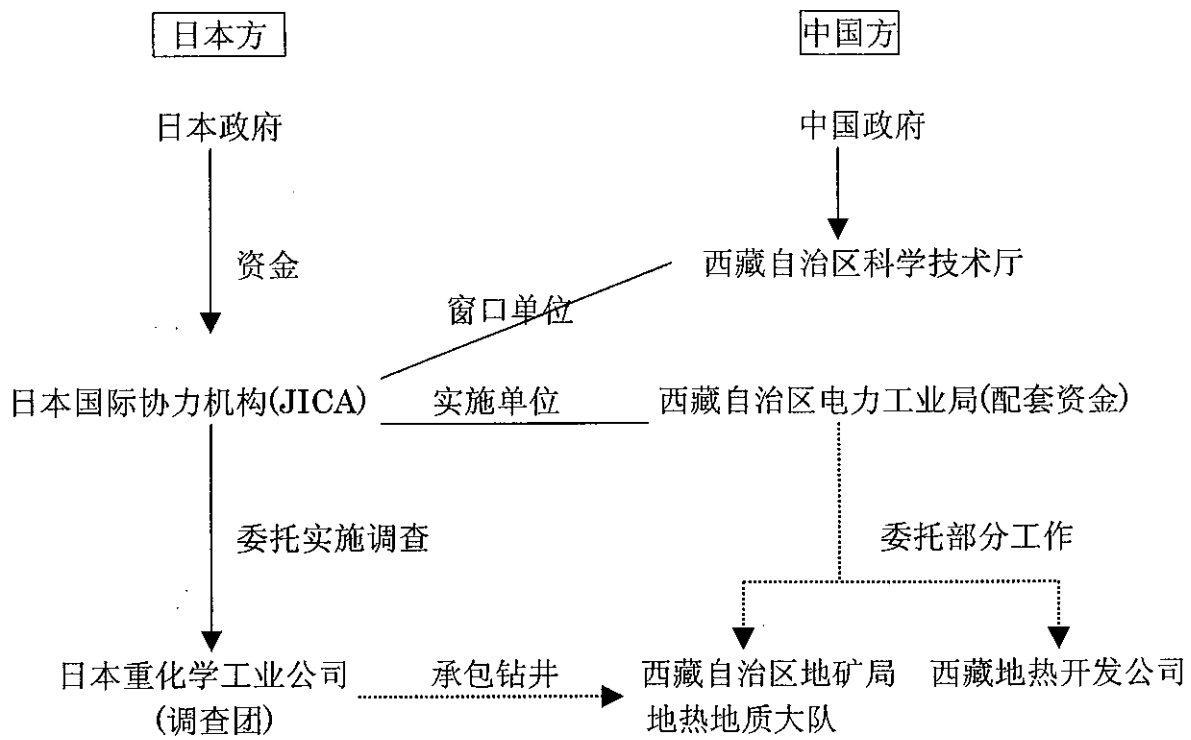 日本方
中国方
日本政府
中国政府
资金
西藏自治区科学技术厅
窗口单位
日本国际协力机构(JICA)
实施单位
西藏自治区电力工业局(配套资金)
委托实施调查
委托部分工作
日本重化学工业公司
(调查团)
承包钻井
西藏自治区地矿局
地热地质大队
西藏地热开发公司